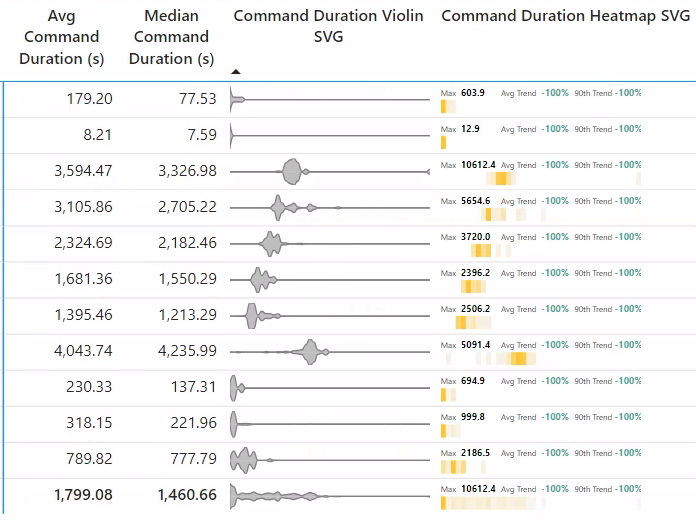 Avg Command Duration (s) Median Command Duration (s) Command Duration Violin SVG Command Duration Heatmap SVG
179.20 77.53 Max 603.9 Avg Trend -100% 90th Trend -100%
8.21 7.59 Max 12.9 Avg Trend -100% 90th Trend -100%
3,594.47 3,326.98 Max 10612.4 Avg Trend -100% 90th Trend -100%
3,105.86 2,705.22 Max 5654.6 Avg Trend -100% 90th Trend -100%
2,324.69 2,182.46 Max 3720.0 Avg Trend -100% 90th Trend -100%
1,681.36 1,550.29 Max 2396.2 Avg Trend -100% 90th Trend -100%
1,395.46 1,213.29 Max 2506.2 Avg Trend -100% 90th Trend -100%
4,043.74 4,235.99 Max 5091.4 Avg Trend -100% 90th Trend -100%
230.33 137.31 Max 694.9 Avg Trend -100% 90th Trend -100%
318.15 221.96 Max 999.8 Avg Trend -100% 90th Trend -100%
789.82 777.79 Max 2186.5 Avg Trend -100% 90th Trend -100%
1,799.08 1,460.66 Max 10612.4 Avg Trend -100% 90th Trend -100%